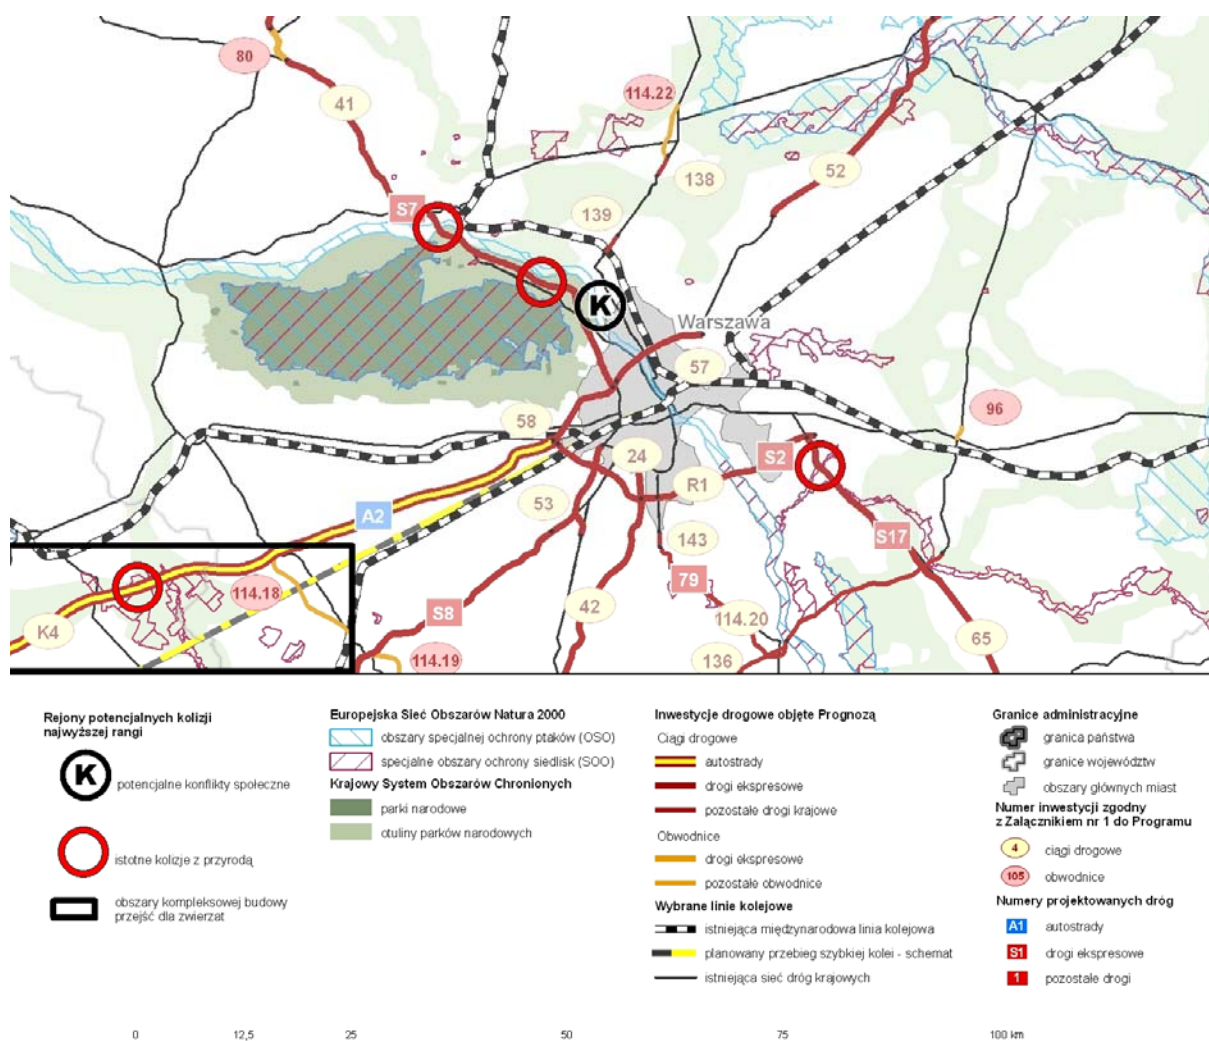 80
41
114.22
52
138
S7
139
K
Warszawa
57
96
58
24
S2
R1
53
A2
S17
143
114.18
79
42
114.20
S8
K4
65
114.19
136
Rejony potencjalnych kolizji
najwyższej rangi
K
potencjalne konflikty społeczne
istotne kolizje z przyrodą
obszary kompleksowej budowy
przejść dla zwierzat
Europejska Sieć Obszarów Natura 2000
obszary specjalnej ochrony ptaków (OSO)
specjalne obszary ochrony siedlisk (SOO)
Krajowy System Obszarów Chronionych
parki narodowe
otuliny parków narodowych
Inwestycje drogowe objęte Prognozą
Ciągi drogowe
autostrady
drogi ekspresowe
pozostałe drogi krajowe
Obwodnice
drogi ekspresowe
pozostałe obwodnice
Wybrane linie kolejowe
istniejąca międzynarodowa linia kolejowa
planowany przebieg szybkiej kolei - schemat
istniejąca sieć dróg krajowych
Granice administracyjne
granica państwa
granice województw
obszary głównych miast
Numer inwestycji zgodny
z Załącznikiem nr 1 do Programu
4
ciągi drogowe
105
obwodnice
Numery projektowanych dróg
A1
autostrady
S1
drogi ekspresowe
1
pozostałe drogi
0 12,5 25 50 75 100 km